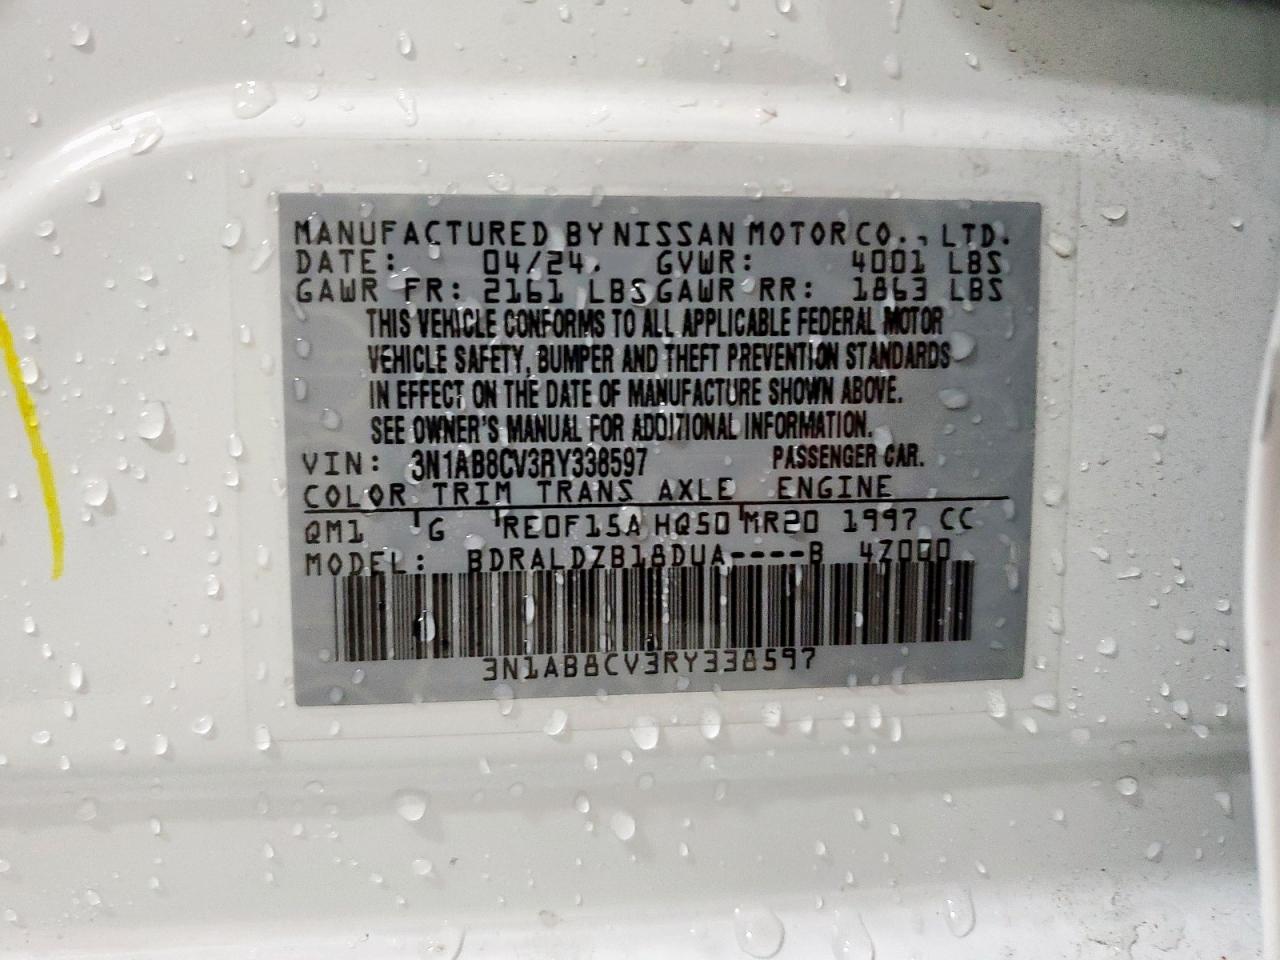 MANUFACTURED BY NISSAN MOTOR CO., LTD.
DATE: 04/24. GVWR: 4001 LBS
GAWR FR: 2161 LBS GAWR RR: 1863 LBS
THIS VEHICLE CONFORMS TO ALL APPLICABLE FEDERAL MOTOR
VEHICLE SAFETY, BUMPER AND THEFT PREVENTION STANDARDS
IN EFFECT ON THE DATE OF MANUFACTURE SHOWN ABOVE.
SEE OWNER'S MANUAL FOR ADDITIONAL INFORMATION.
VIN: 3N1AB8CV3RY338597 PASSENGER CAR.
COLOR TRIM TRANS AXLE ENGINE
QM1 G RE0F15A HQ50 MR20 1997 CC
MODEL: BDRALDZB18DUA----B 4Z000
3N1AB8CV3RY338597